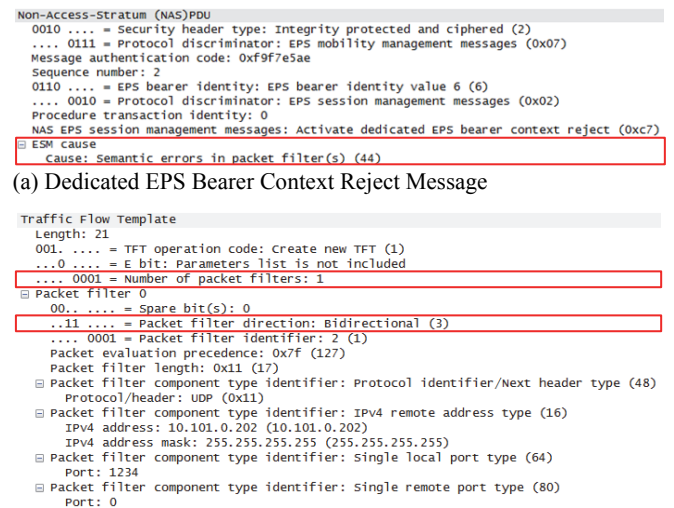 Non-Access-Stratum (NAS)PDU
0010 .... = Security header type: Integrity protected and ciphered (2)
.... 0111 = Protocol discriminator: EPS mobility management messages (0x07)
Message authentication code: 0xf9f7e5ae
Sequence number: 2
0110 .... = EPS bearer identity: EPS bearer identity value 6 (6)
.... 0010 = Protocol discriminator: EPS session management messages (0x02)
Procedure transaction identity: 0
NAS EPS session management messages: Activate dedicated EPS bearer context reject (0xc7)
ESM cause
Cause: Semantic errors in packet filter(s) (44)
(a) Dedicated EPS Bearer Context Reject Message
Traffic Flow Template
Length: 21
001. .... = TFT operation code: Create new TFT (1)
...0 .... = E bit: Parameters list is not included
.... 0001 = Number of packet filters: 1
Packet filter 0
00.. .... = Spare bit(s): 0
..11 .... = Packet filter direction: Bidirectional (3)
.... 0001 = Packet filter identifier: 2 (1)
Packet evaluation precedence: 0x7f (127)
Packet filter length: 0x11 (17)
Packet filter component type identifier: Protocol identifier/Next header type (48)
Protocol/header: UDP (0x11)
Packet filter component type identifier: IPv4 remote address type (16)
IPv4 address: 10.101.0.202 (10.101.0.202)
IPv4 address mask: 255.255.255.255 (255.255.255.255)
Packet filter component type identifier: Single local port type (64)
Port: 1234
Packet filter component type identifier: Single remote port type (80)
Port: 0